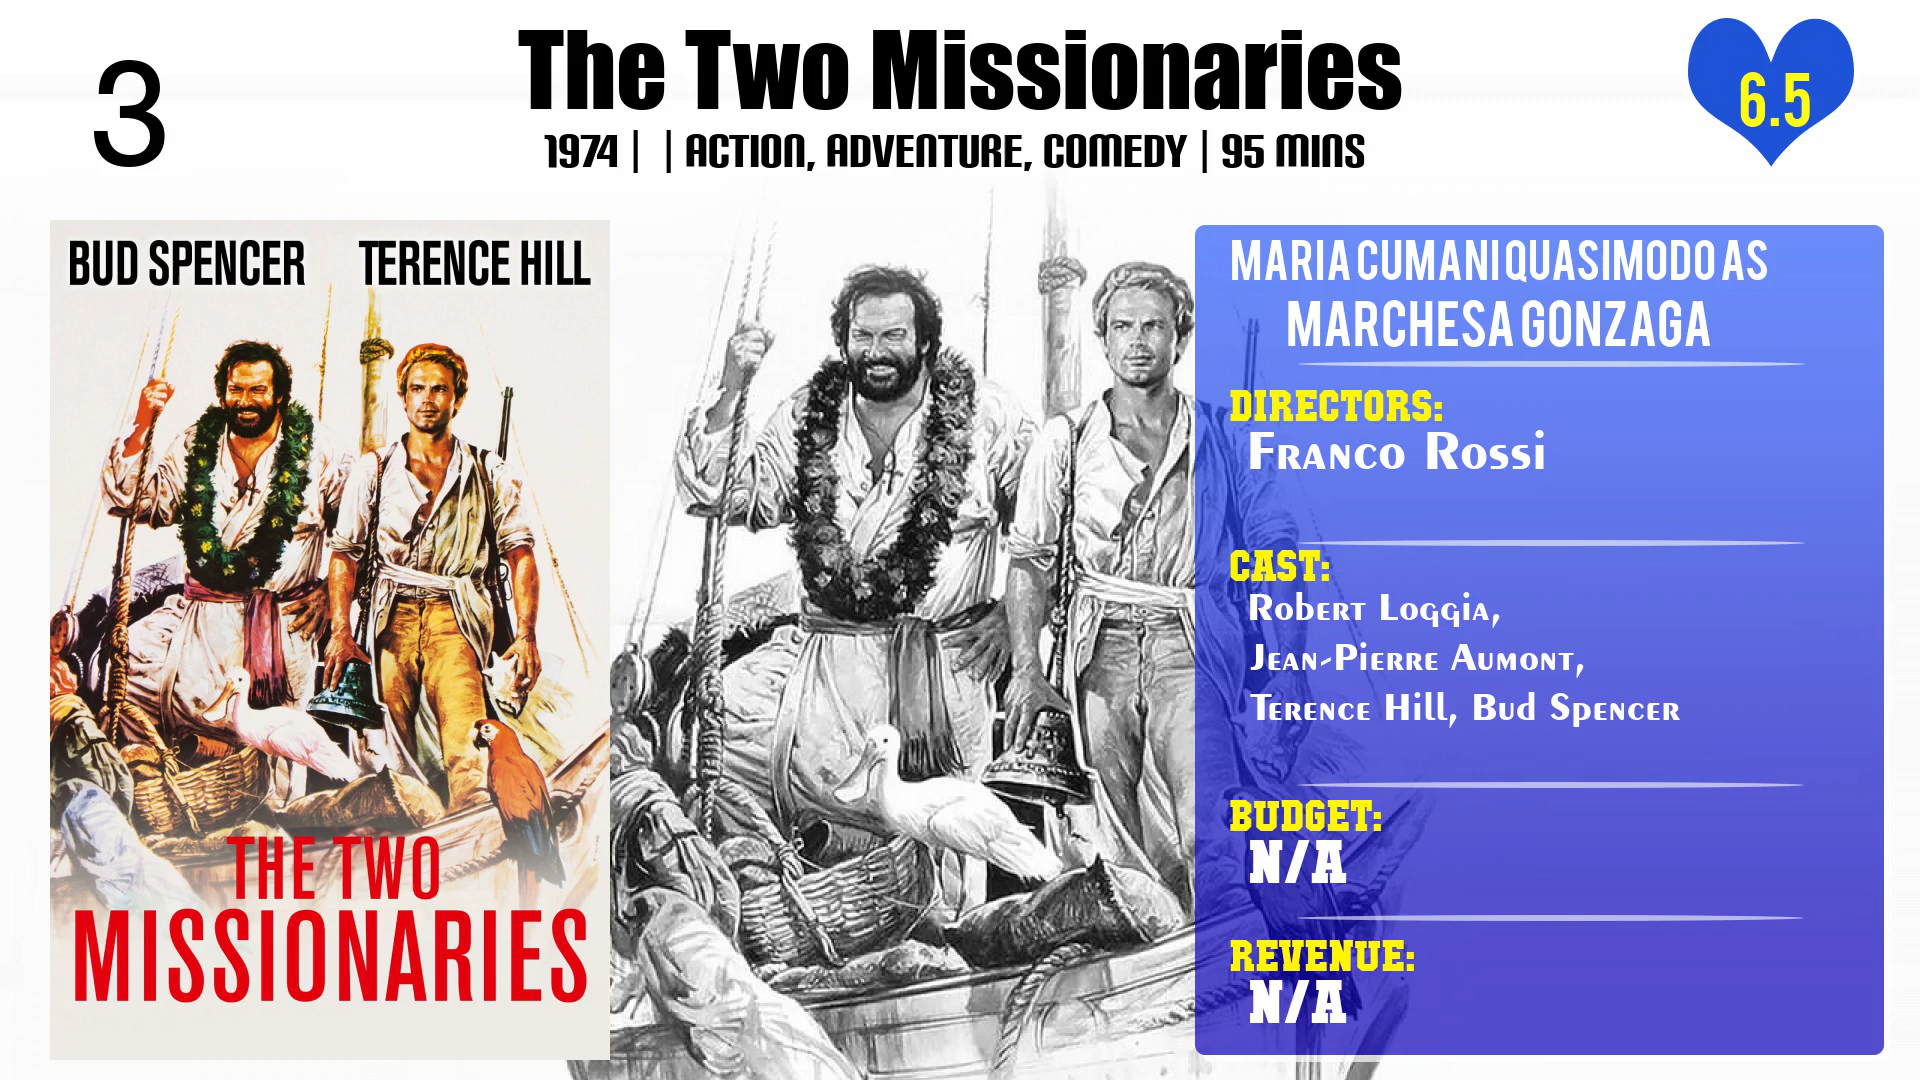 3
The Two Missionaries
1974 | | ACTION, ADVENTURE, COMEDY | 95 MINS
6.5
BUD SPENCER TERENCE HILL
THE TWO
MISSIONARIES
MARIA CUMANI QUASIMODO AS
MARCHESA GONZAGA
DIRECTORS:
Franco Rossi
CAST:
Robert Loggia,
Jean-Pierre Aumont,
Terence Hill, Bud Spencer
BUDGET:
N/A
REVENUE:
N/A